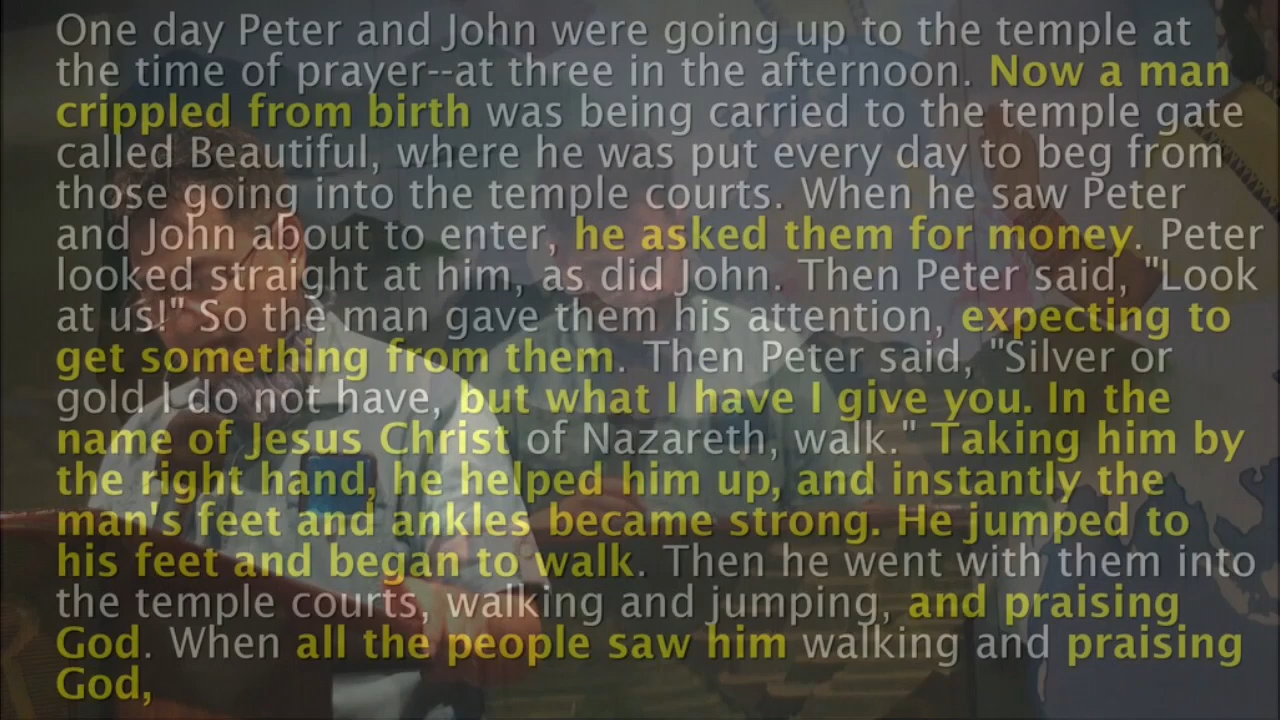 One day Peter and John were going up to the temple at
the time of prayer--at three in the afternoon. Now a man
crippled from birth was being carried to the temple gate
called Beautiful, where he was put every day to beg from
those going into the temple courts. When he saw Peter
and John about to enter, he asked them for money. Peter
looked straight at him, as did John. Then Peter said, "Look
at us!" So the man gave them his attention, expecting to
get something from them. Then Peter said, "Silver or
gold I do not have, but what I have I give you. In the
name of Jesus Christ of Nazareth, walk." Taking him by
the right hand, he helped him up, and instantly the
man's feet and ankles became strong. He jumped to
his feet and began to walk. Then he went with them into
the temple courts, walking and jumping, and praising
God. When all the people saw him walking and praising
God,